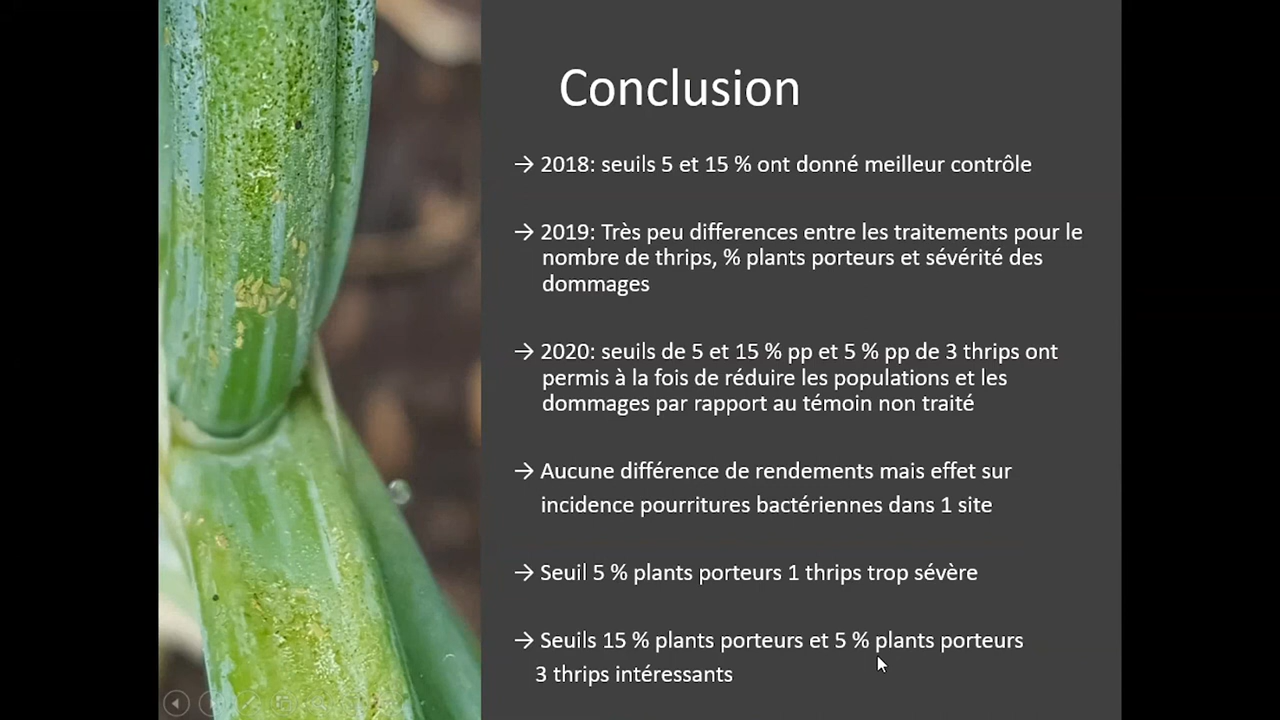 Conclusion
→ 2018: seuils 5 et 15 % ont donné meilleur contrôle
→ 2019: Très peu differences entre les traitements pour le
nombre de thrips, % plants porteurs et sévérité des
dommages
→ 2020: seuils de 5 et 15 % pp et 5 % pp de 3 thrips ont
permis à la fois de réduire les populations et les
dommages par rapport au témoin non traité
→ Aucune différence de rendements mais effet sur
incidence pourritures bactériennes dans 1 site
→ Seuil 5 % plants porteurs 1 thrips trop sévère
→ Seuils 15 % plants porteurs et 5 % plants porteurs
3 thrips intéressants